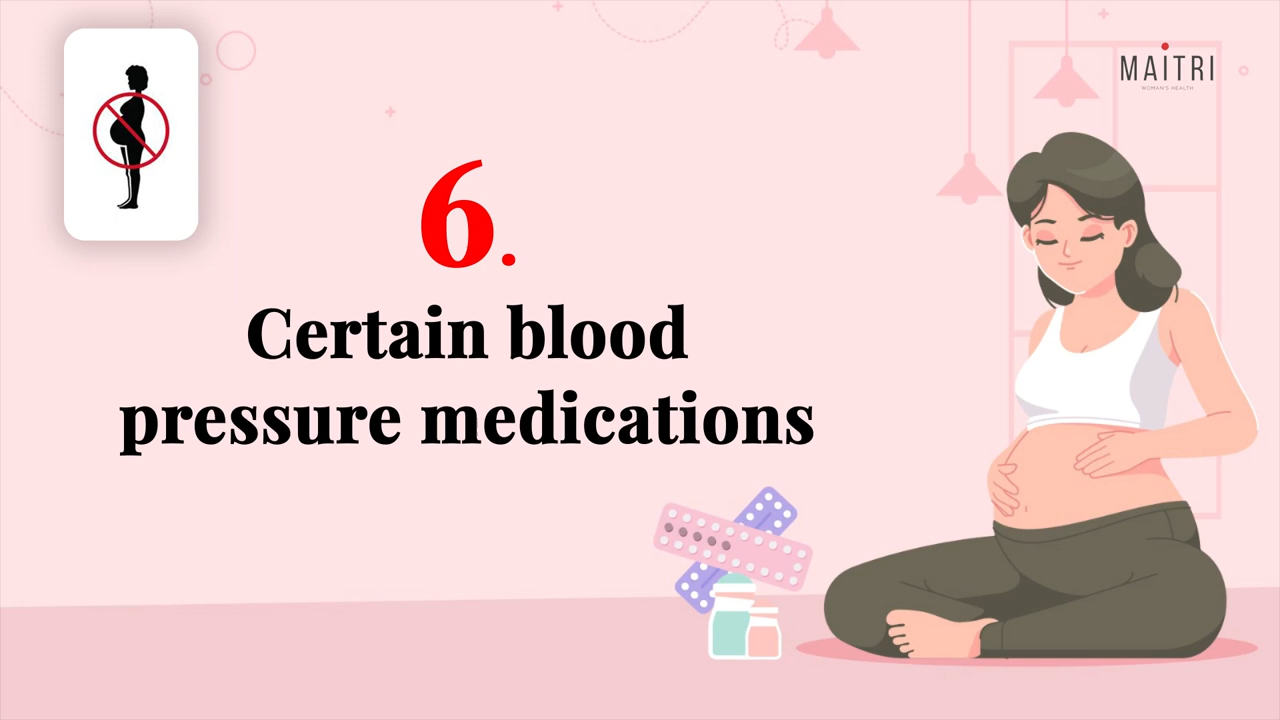 MAITRI
WOMAN'S HEALTH
6.
Certain blood
pressure medications